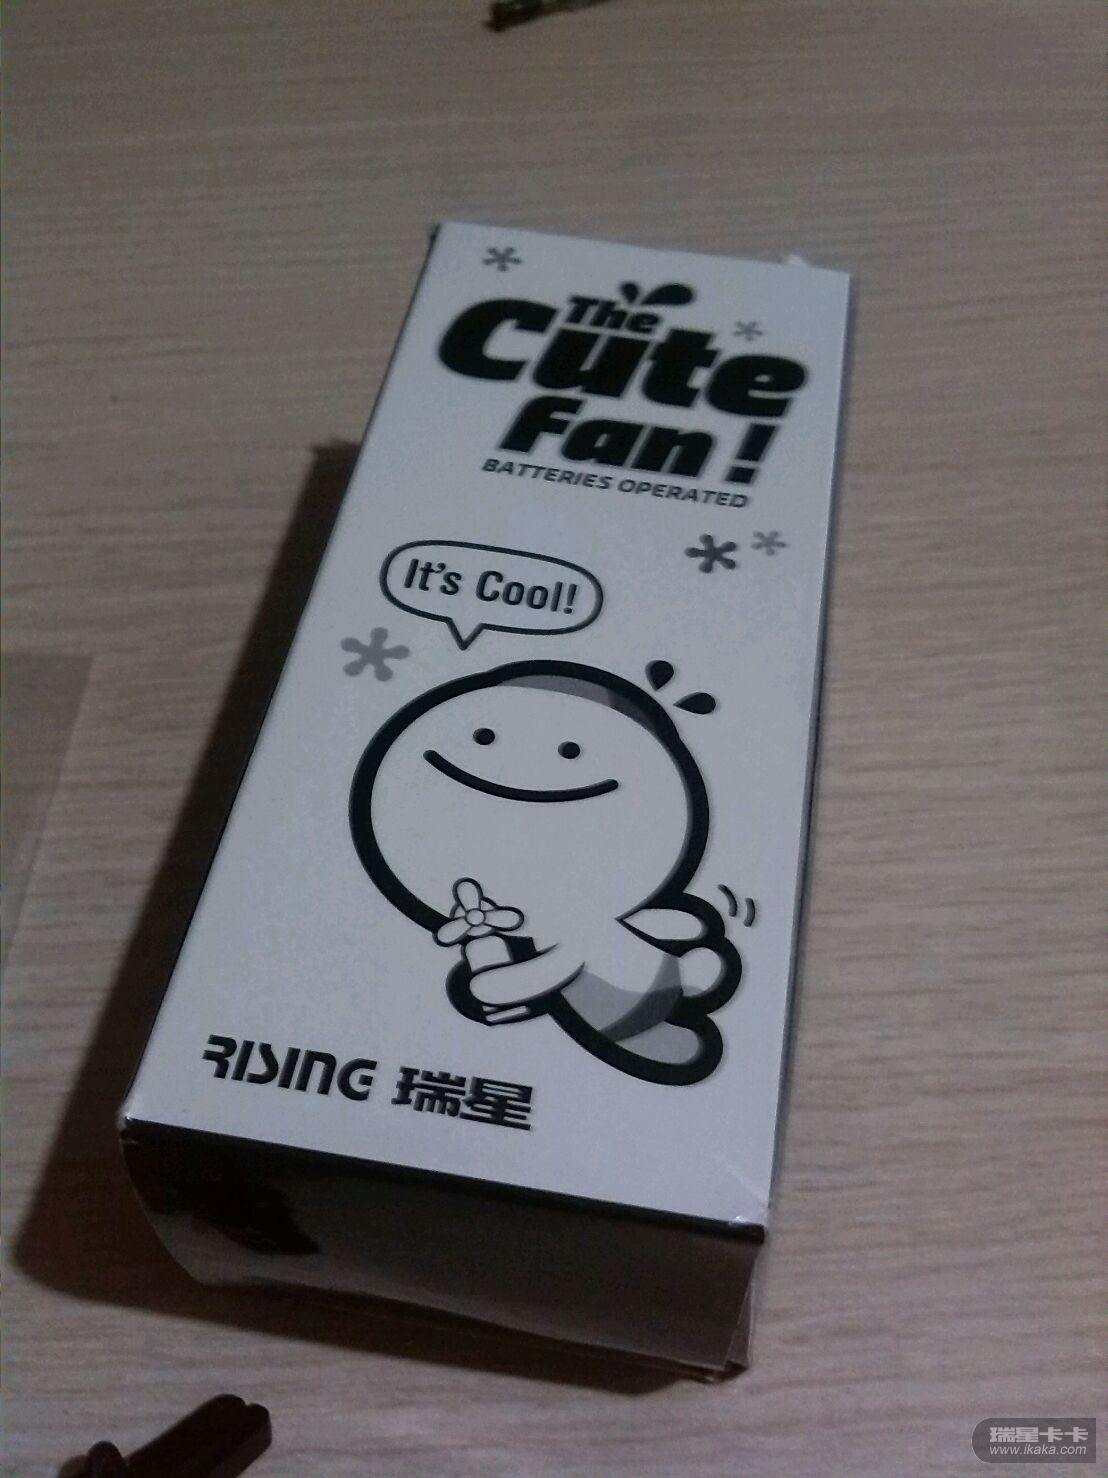 The
Cute
Fan!
BATTERIES OPERATED
It's Cool!
RISING 瑞星
瑞星卡卡
www.ikaka.com